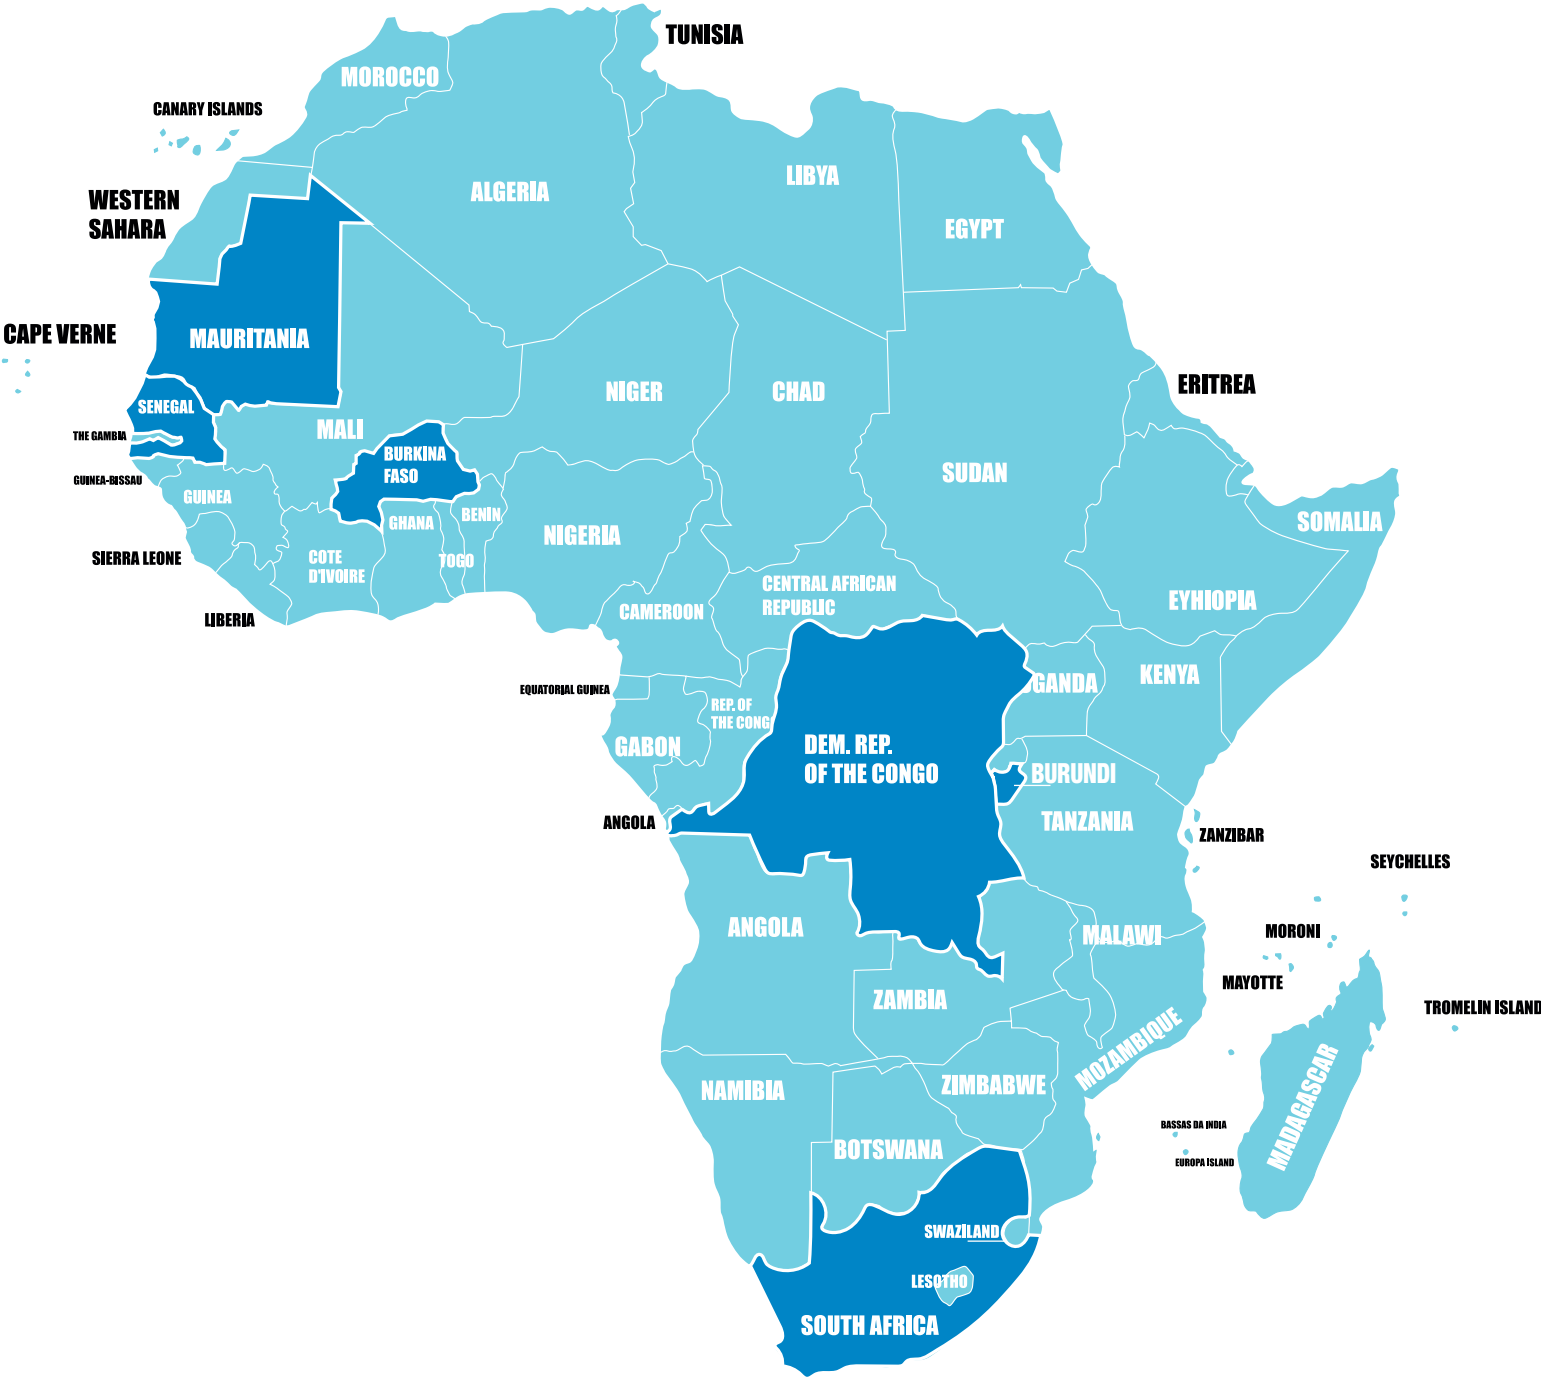 TUNISIA
MOROCCO
CANARY ISLANDS
LIBYA
ALGERIA
WESTERN
SAHARA
EGYPT
CAPE VERNE
MAURITANIA
ERITREA
NIGER
CHAD
SENEGAL
MALI
THE GAMBIA
BURKINA
FASO
SUDAN
GUINEA-BISSAU
GUINEA
BENIN
GHANA
SOMALIA
NIGERIA
SIERRA LEONE
COTE
D'IVOIRE
TOGO
CENTRAL AFRICAN
REPUBLIC
EYHIOPIA
CAMEROON
LIBERIA
KENYA
UGANDA
EQUATORIAL GUINEA
REP. OF
THE CONG
GABON
DEM. REP.
OF THE CONGO
BURUNDI
ANGOLA
TANZANIA
ZANZIBAR
SEYCHELLES
ANGOLA
MALAWI
MORONI
MAYOTTE
ZAMBIA
TROMELIN ISLAND
MOZAMBIQUE
MADAGASCAR
NAMIBIA
ZIMBABWE
BASSAS DA INDIA
BOTSWANA
EUROPA ISLAND
SWAZILAND
LESOTHO
SOUTH AFRICA